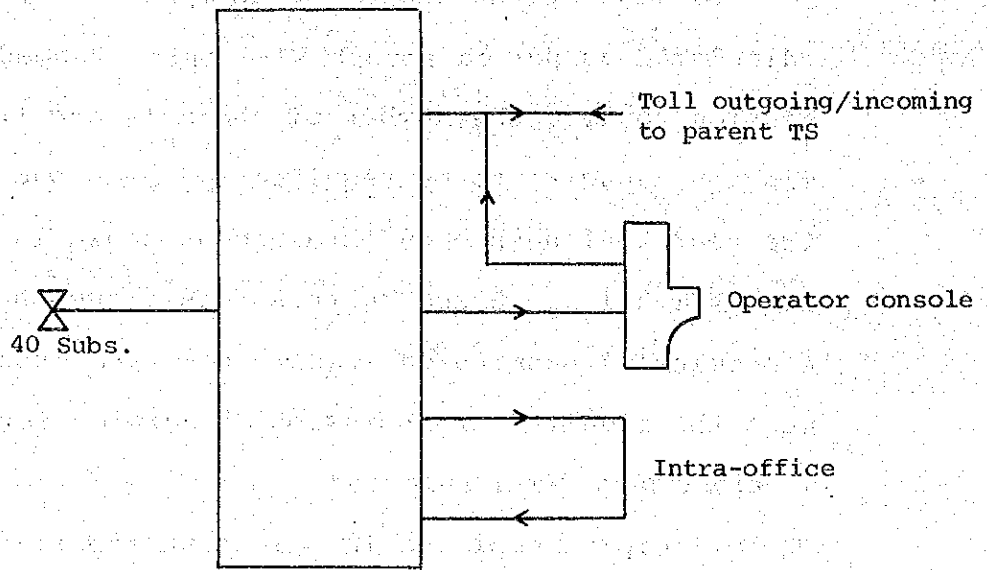 Toll outgoing/incoming
to parent TS
Operator console
40 Subs.
Intra-office